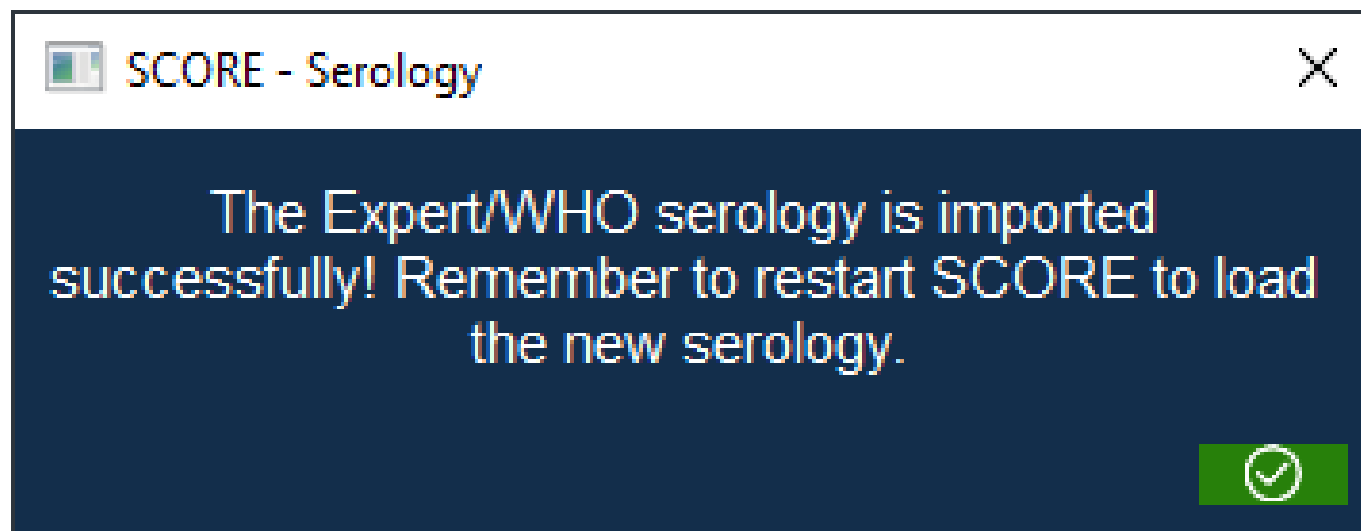 SCORE - Serology
The Expert/WHO serology is imported
successfully! Remember to restart SCORE to load
the new serology.